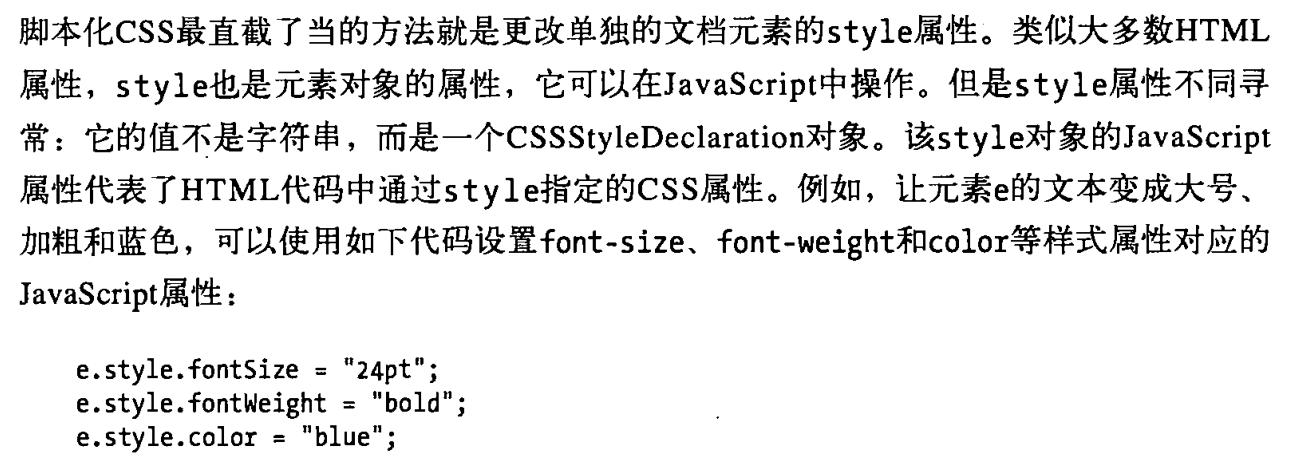 脚本化CSS最直截了当的方法就是更改单独的文档元素的style属性。类似大多数HTML
属性，style也是元素对象的属性，它可以在JavaScript中操作。但是style属性不同寻
常：它的值不是字符串，而是一个CSSStyleDeclaration对象。该style对象的JavaScript
属性代表了HTML代码中通过style指定的CSS属性。例如，让元素e的文本变成大号、
加粗和蓝色，可以使用如下代码设置font-size、font-weight和color等样式属性对应的
JavaScript属性：
e.style.fontSize = "24pt";
e.style.fontWeight = "bold";
e.style.color = "blue";